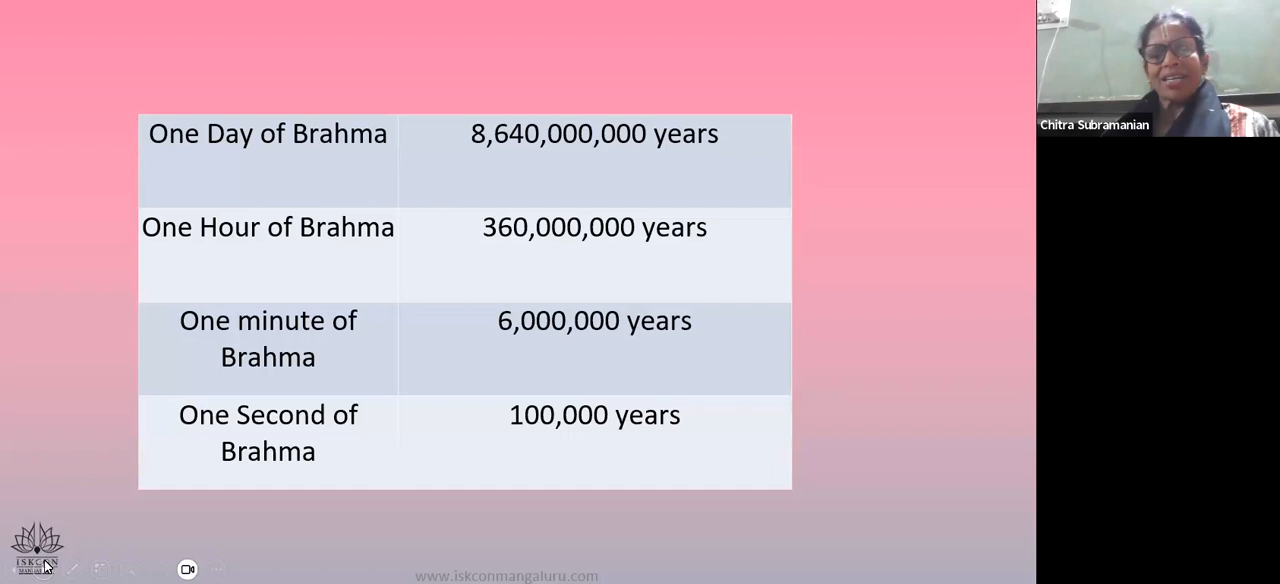 One Day of Brahma
8,640,000,000 years
One Hour of Brahma
360,000,000 years
One minute of
Brahma
6,000,000 years
One Second of
Brahma
100,000 years
Chitra Subramanian
ISKCON
www.iskconmangaluru.com